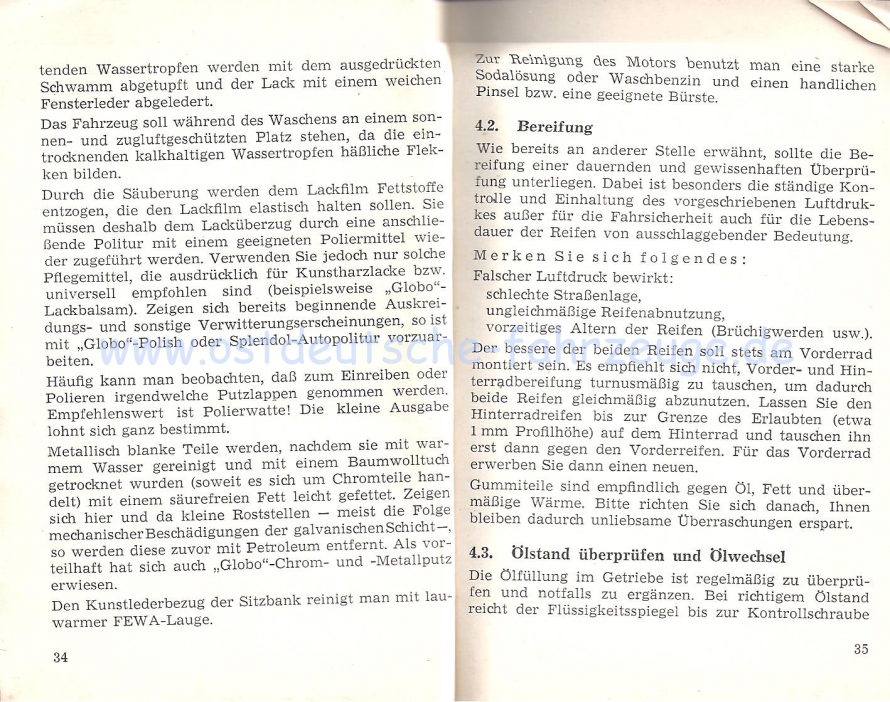 tenden Wassertropfen werden mit dem ausgedrückten
Schwamm abgetupft und der Lack mit einem weichen
Fensterleder abgeledert.
Das Fahrzeug soll während des Waschens an einem son-
nen- und zugluftgeschützten Platz stehen, da die ein-
trocknenden kalkhaltigen Wassertropfen häßliche Flek-
ken bilden.
Durch die Säuberung werden dem Lackfilm Fettstoffe
entzogen, die den Lackfilm elastisch halten sollen. Sie
müssen deshalb dem Lacküberzug durch eine anschlie-
ßende Politur mit einem geeigneten Poliermittel wie-
der zugeführt werden. Verwenden Sie jedoch nur solche
Pflegemittel, die ausdrücklich für Kunstharzlacke bzw.
universell empfohlen sind (beispielsweise „Globo“-
Lackbalsam). Zeigen sich bereits beginnende Auskrei-
dungs- und sonstige Verwitterungserscheinungen, so ist
mit „Globo“-Polish oder Splendol-Autopolitur vorzuar-
beiten.
Häufig kann man beobachten, daß zum Einreiben oder
Polieren irgendwelche Putzlappen genommen werden.
Empfehlenswert ist Polierwatte! Die kleine Ausgabe
lohnt sich ganz bestimmt.
Metallisch blanke Teile werden, nachdem sie mit war-
mem Wasser gereinigt und mit einem Baumwolltuch
getrocknet wurden (soweit es sich um Chromteile han-
delt) mit einem säurefreien Fett leicht gefettet. Zeigen
sich hier und da kleine Roststellen — meist die Folge
mechanischer Beschädigungen der galvanischen Schicht —,
so werden diese zuvor mit Petroleum entfernt. Als vor-
teilhaft hat sich auch „Globo“-Chrom- und -Metallputz
erwiesen.
Den Kunstlederbezug der Sitzbank reinigt man mit lau-
warmer FEWA-Lauge.
34
Zur Reinigung des Motors benutzt man eine starke
Sodalösung oder Waschbenzin und einen handlichen
Pinsel bzw. eine geeignete Bürste.
4.2. Bereifung
Wie bereits an anderer Stelle erwähnt, sollte die Be-
reifung einer dauernden und gewissenhaften Überprü-
fung unterliegen. Dabei ist besonders die ständige Kon-
trolle und Einhaltung des vorgeschriebenen Luftdruk-
kes außer für die Fahrsicherheit auch für die Lebens-
dauer der Reifen von ausschlaggebender Bedeutung.
Merken Sie sich folgendes:
Falscher Luftdruck bewirkt:
schlechte Straßenlage,
ungleichmäßige Reifenabnutzung,
vorzeitiges Altern der Reifen (Brüchigwerden usw.).
Der bessere der beiden Reifen soll stets am Vorderrad
montiert sein. Es empfiehlt sich nicht, Vorder- und Hin-
terradbereifung turnusmäßig zu tauschen, um dadurch
beide Reifen gleichmäßig abzunutzen. Lassen Sie den
Hinterradreifen bis zur Grenze des Erlaubten (etwa
1 mm Profilhöhe) auf dem Hinterrad und tauschen ihn
erst dann gegen den Vorderreifen. Für das Vorderrad
erwerben Sie dann einen neuen.
Gummiteile sind empfindlich gegen Öl, Fett und über-
mäßige Wärme. Bitte richten Sie sich danach, Ihnen
bleiben dadurch unliebsame Überraschungen erspart.
4.3. Ölstand überprüfen und Ölwechsel
Die Ölfüllung im Getriebe ist regelmäßig zu überprü-
fen und notfalls zu ergänzen. Bei richtigem Ölstand
reicht der Flüssigkeitsspiegel bis zur Kontrollschraube
35
www.ostdeutsche-fahrzeuge.de